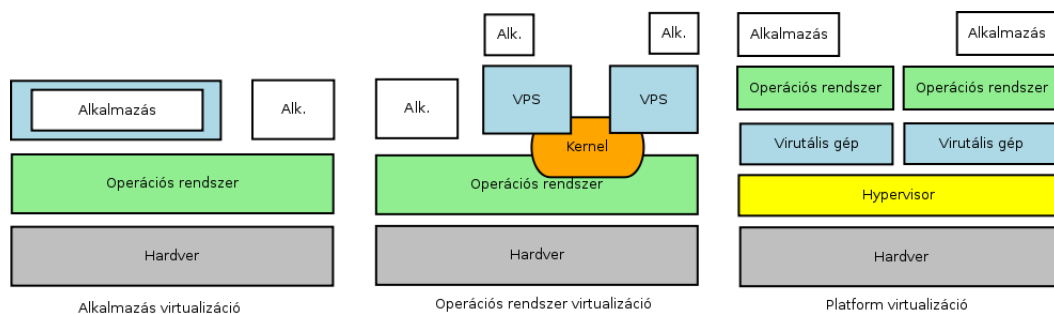 Alkalmazás
Alk.
Operációs rendszer
Hardver
Alkalmazás virtualizáció
Alk.
Alk.
Alk.
VPS
VPS
Kernel
Operációs rendszer
Hardver
Operációs rendszer virtualizáció
Alkalmazás
Alkalmazás
Operációs rendszer
Operációs rendszer
Virutális gép
Virutális gép
Hypervisor
Hardver
Platform virtualizáció